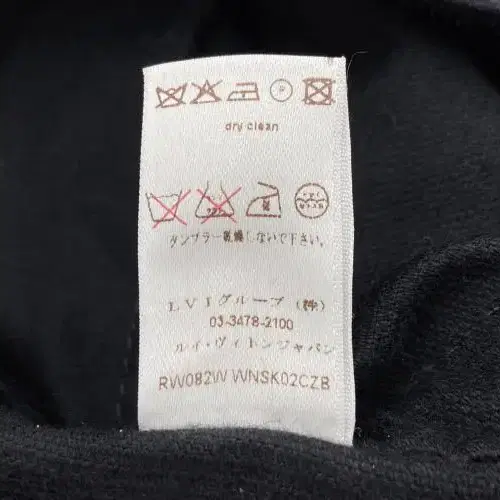 dry clean
タンブラー乾燥しないで下さい。
LVJグループ(株)
03-3478-2100
ルイ・ヴィトンジャパン
RW082W WNSK02CZB